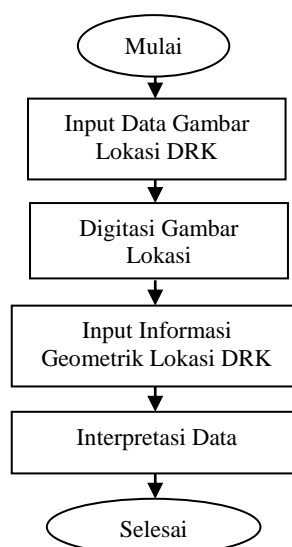 Mulai
Input Data Gambar
Lokasi DRK
Digitasi Gambar
Lokasi
Input Informasi
Geometrik Lokasi DRK
Interpretasi Data
Selesai